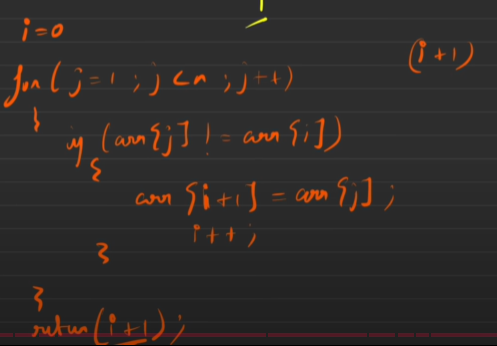 i=0
(i+1)
for(j=1;j<n;j++)
{
if (arr[j] != arr[i])
{
arr[i+1] = arr[j];
i++;
}
}
return(i+1);